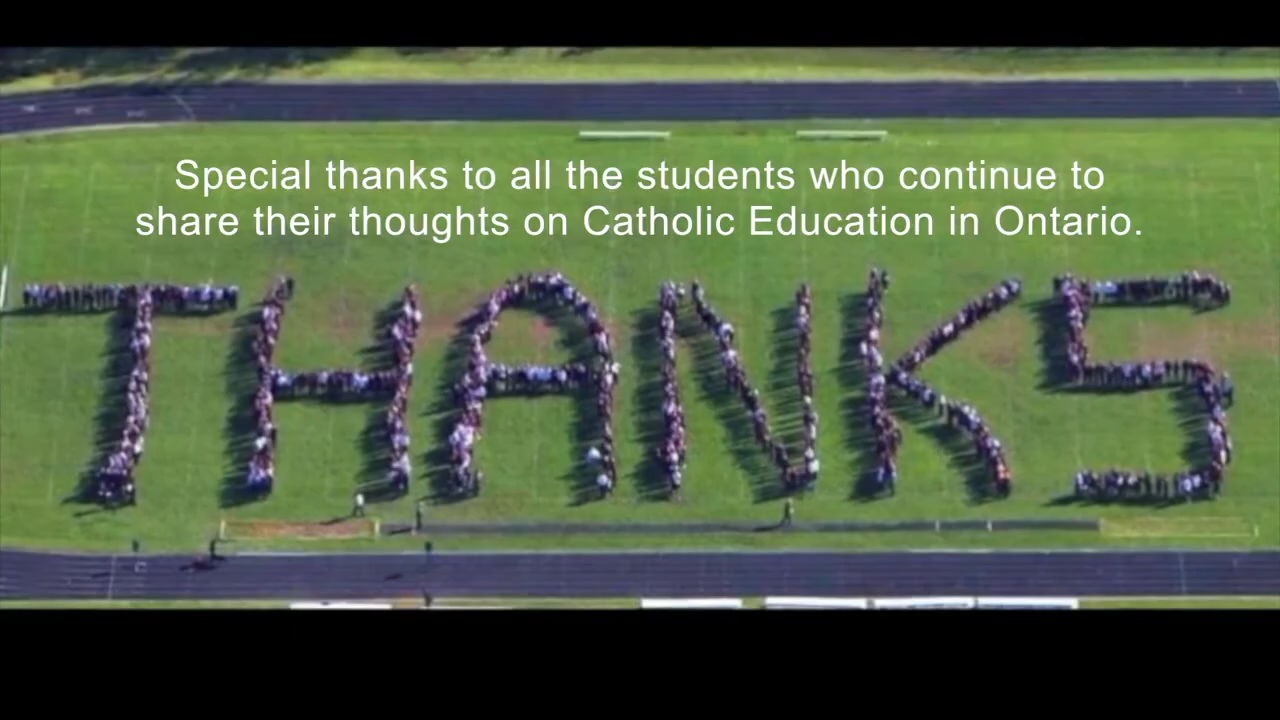 Special thanks to all the students who continue to
share their thoughts on Catholic Education in Ontario.
THANKS